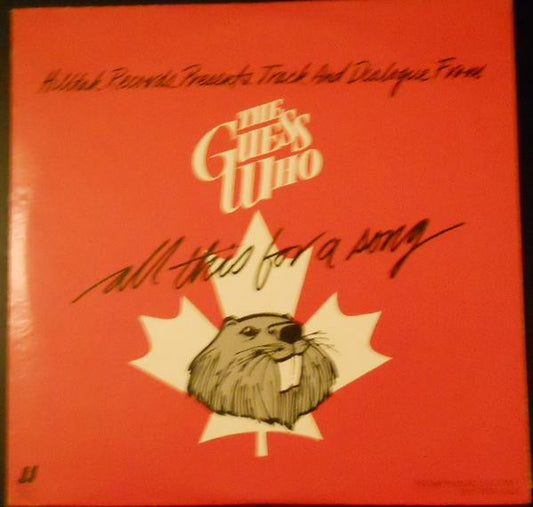 Hilltak Records Presents Track And Dialogue From
THE
GUESS
WHO
all this for a song